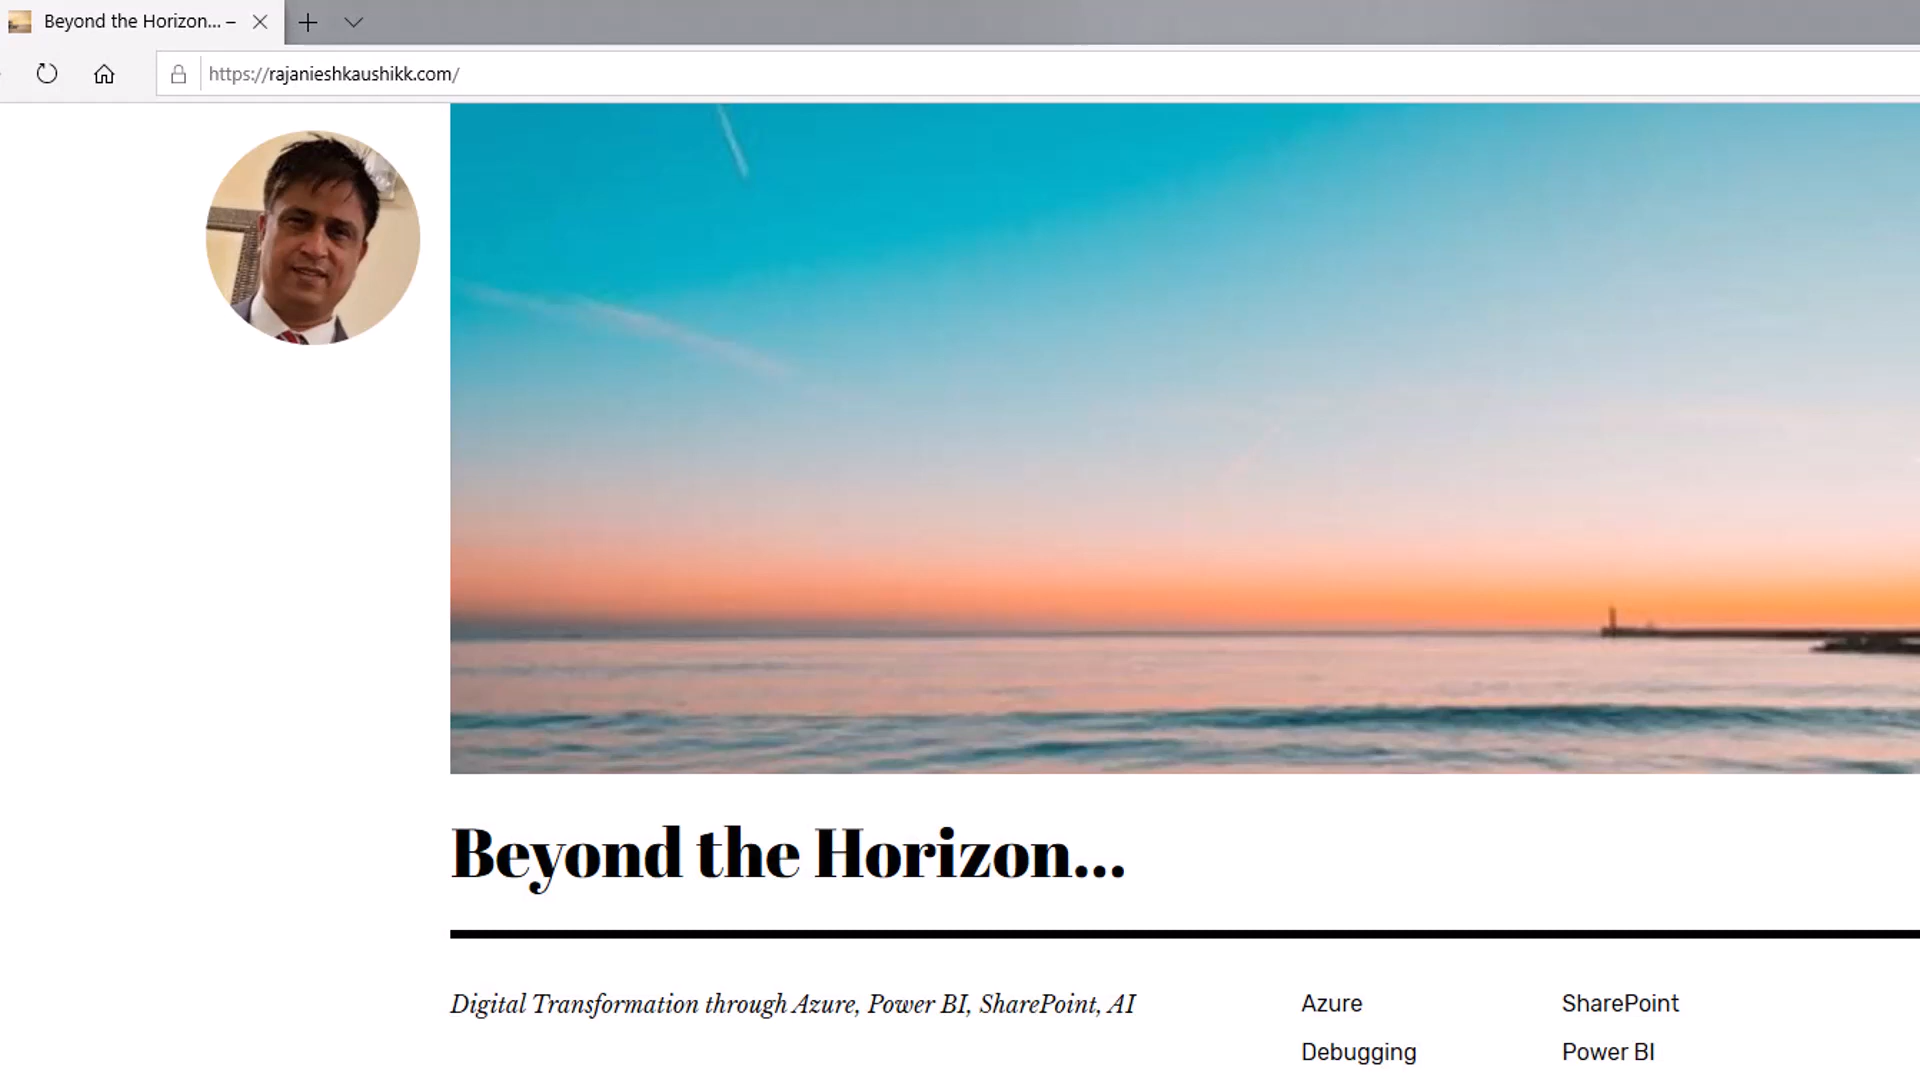 Beyond the Horizon... –
https://rajanieshkaushikk.com/
Beyond the Horizon...
Digital Transformation through Azure, Power BI, SharePoint, AI
Azure
SharePoint
Debugging
Power BI